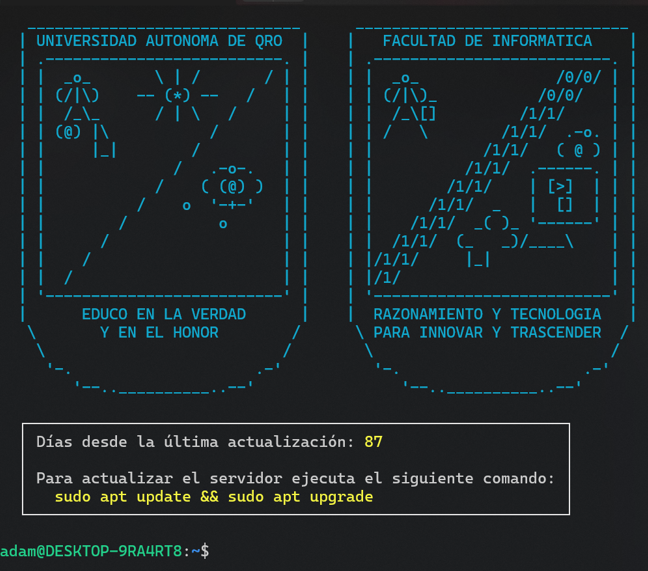 UNIVERSIDAD AUTONOMA DE QRO
EDUCO EN LA VERDAD
Y EN EL HONOR
FACULTAD DE INFORMATICA
RAZONAMIENTO Y TECNOLOGIA
PARA INNOVAR Y TRASCENDER
Días desde la última actualización: 87
Para actualizar el servidor ejecuta el siguiente comando:
sudo apt update && sudo apt upgrade
adam@DESKTOP-9RA4RT8:~$